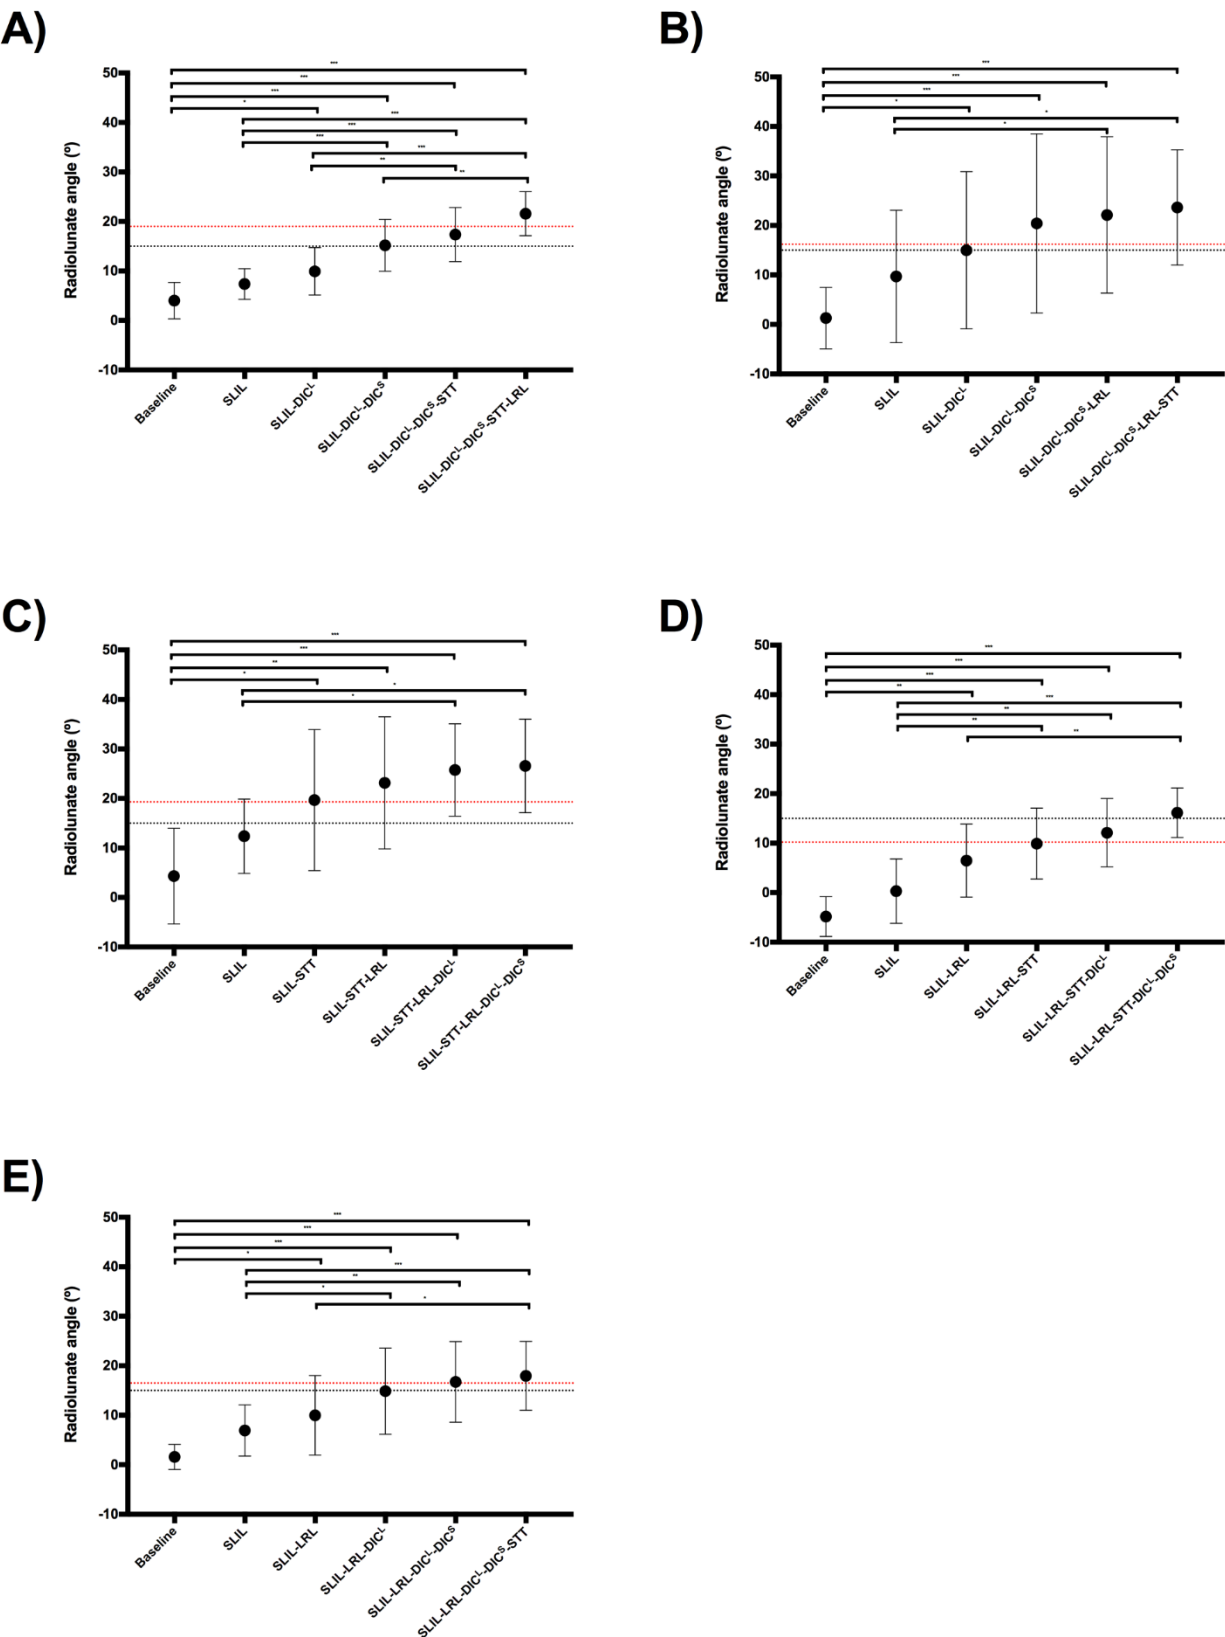 A)
Radiolunate angle (º)
50
40
30
20
10
0
-10
***
***
***
*
***
***
***
***
**
**
Baseline
SLIL
SLIL-DICᴸ
SLIL-DICᴸ-DICˢ
SLIL-DICᴸ-DICˢ-STT
SLIL-DICᴸ-DICˢ-STT-LRL
B)
Radiolunate angle (º)
50
40
30
20
10
0
-10
***
***
***
*
*
*
Baseline
SLIL
SLIL-DICᴸ
SLIL-DICᴸ-DICˢ
SLIL-DICᴸ-DICˢ-LRL
SLIL-DICᴸ-DICˢ-LRL-STT
C)
Radiolunate angle (º)
50
40
30
20
10
0
-10
***
***
**
*
*
*
Baseline
SLIL
SLIL-STT
SLIL-STT-LRL
SLIL-STT-LRL-DICᴸ
SLIL-STT-LRL-DICᴸ-DICˢ
D)
Radiolunate angle (º)
50
40
30
20
10
0
-10
***
***
***
**
***
**
**
**
Baseline
SLIL
SLIL-LRL
SLIL-LRL-STT
SLIL-LRL-STT-DICᴸ
SLIL-LRL-STT-DICᴸ-DICˢ
E)
Radiolunate angle (º)
50
40
30
20
10
0
-10
***
***
***
*
***
**
*
*
Baseline
SLIL
SLIL-LRL
SLIL-LRL-DICᴸ
SLIL-LRL-DICᴸ-DICˢ
SLIL-LRL-DICᴸ-DICˢ-STT